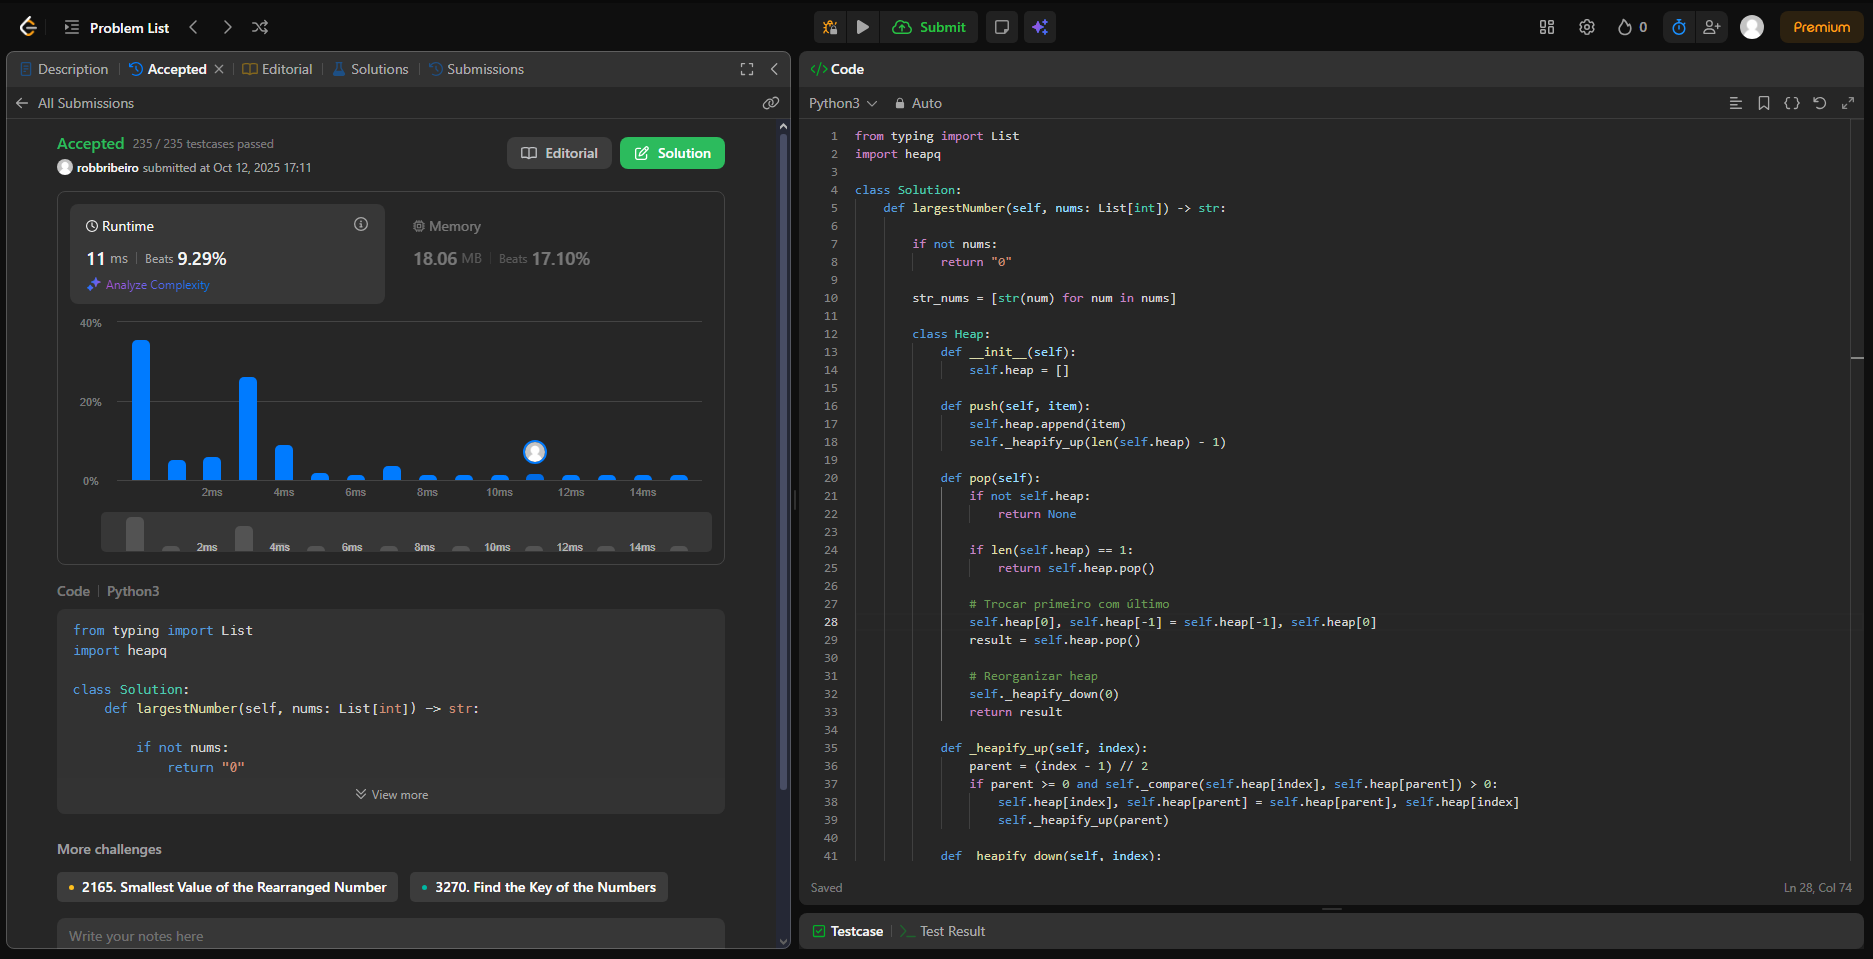 Problem List
Submit
0
Premium
Description
Accepted
Editorial
Solutions
Submissions
All Submissions
Accepted 235 / 235 testcases passed
robbribeiro submitted at Oct 12, 2025 17:11
Editorial
Solution
Runtime
11 ms | Beats 9.29%
Analyze Complexity
Memory
18.06 MB | Beats 17.10%
40%
20%
0%
2ms 4ms 6ms 8ms 10ms 12ms 14ms
2ms 4ms 6ms 8ms 10ms 12ms 14ms
Code | Python3
from typing import List
import heapq
class Solution:
def largestNumber(self, nums: List[int]) -> str:
if not nums:
return "0"
View more
More challenges
2165. Smallest Value of the Rearranged Number
3270. Find the Key of the Numbers
Write your notes here
</> Code
Python3
Auto
1 from typing import List
2 import heapq
3
4 class Solution:
5 def largestNumber(self, nums: List[int]) -> str:
6
7 if not nums:
8 return "0"
9
10 str_nums = [str(num) for num in nums]
11
12 class Heap:
13 def __init__(self):
14 self.heap = []
15
16 def push(self, item):
17 self.heap.append(item)
18 self._heapify_up(len(self.heap) - 1)
19
20 def pop(self):
21 if not self.heap:
22 return None
23
24 if len(self.heap) == 1:
25 return self.heap.pop()
26
27 # Trocar primeiro com último
28 self.heap[0], self.heap[-1] = self.heap[-1], self.heap[0]
29 result = self.heap.pop()
30
31 # Reorganizar heap
32 self._heapify_down(0)
33 return result
34
35 def _heapify_up(self, index):
36 parent = (index - 1) // 2
37 if parent >= 0 and self._compare(self.heap[index], self.heap[parent]) > 0:
38 self.heap[index], self.heap[parent] = self.heap[parent], self.heap[index]
39 self._heapify_up(parent)
40
41 def _heapify_down(self, index):
Saved
Ln 28, Col 74
Testcase
Test Result